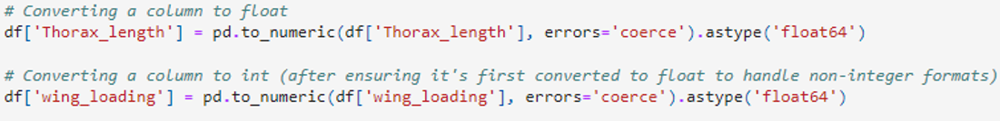 # Converting a column to float
df['Thorax_length'] = pd.to_numeric(df['Thorax_length'], errors='coerce').astype('float64')
# Converting a column to int (after ensuring it's first converted to float to handle non-integer formats)
df['wing_loading'] = pd.to_numeric(df['wing_loading'], errors='coerce').astype('float64')